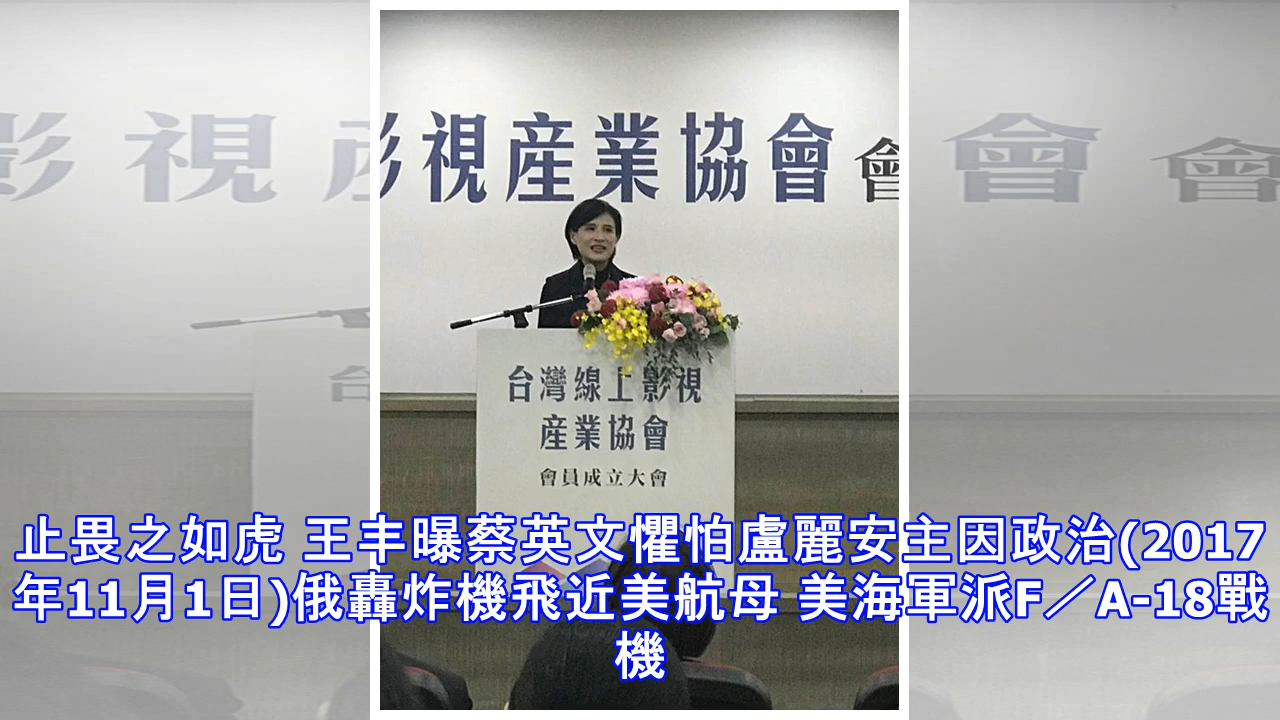 影視産業協會會
台灣線上影視
産業協會
會員成立大會
止畏之如虎 王丰曝蔡英文懼怕盧麗安主因政治(2017
年11月1日)俄轟炸機飛近美航母 美海軍派F／A-18戰
機